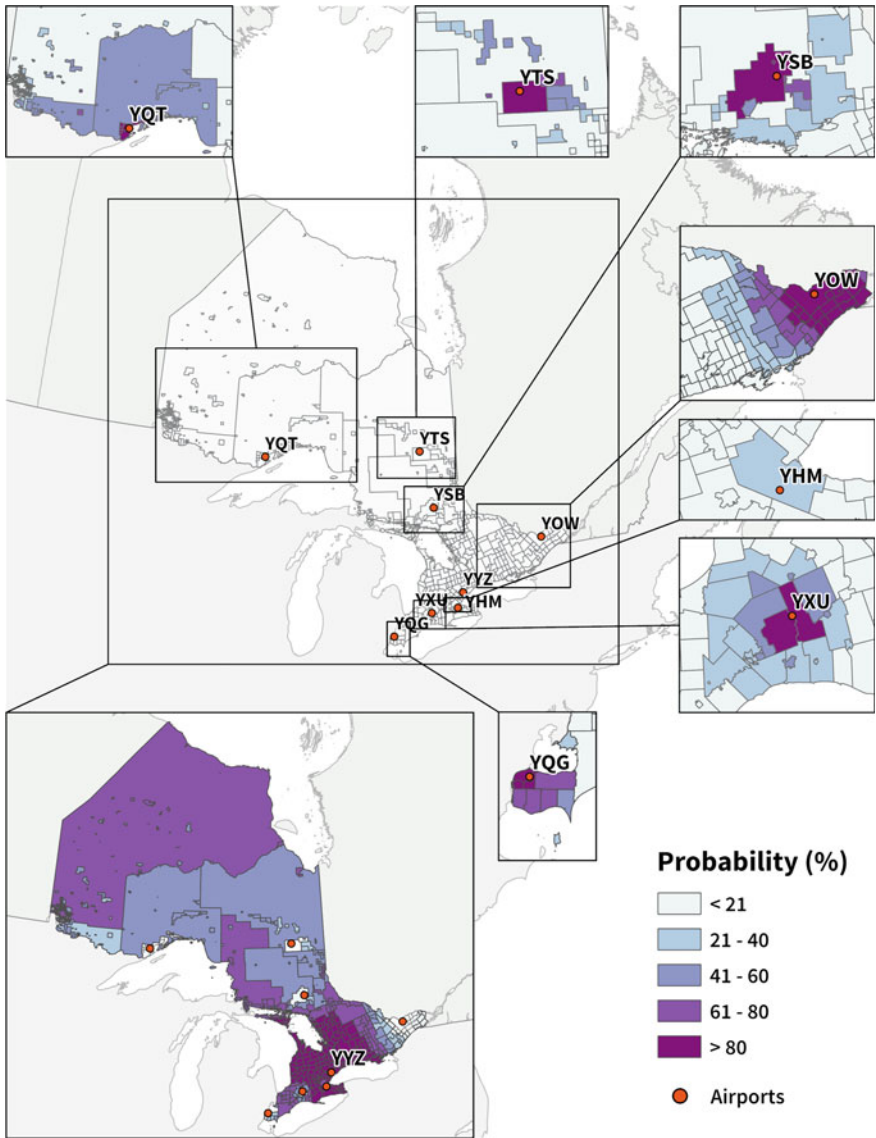 YQT
YTS
YSB
YOW
YHM
YXU
YQT
YTS
YSB
YOW
YYZ
YXU
YHM
YQG
YQG
YYZ
Probability (%)
< 21
21 - 40
41 - 60
61 - 80
> 80
Airports